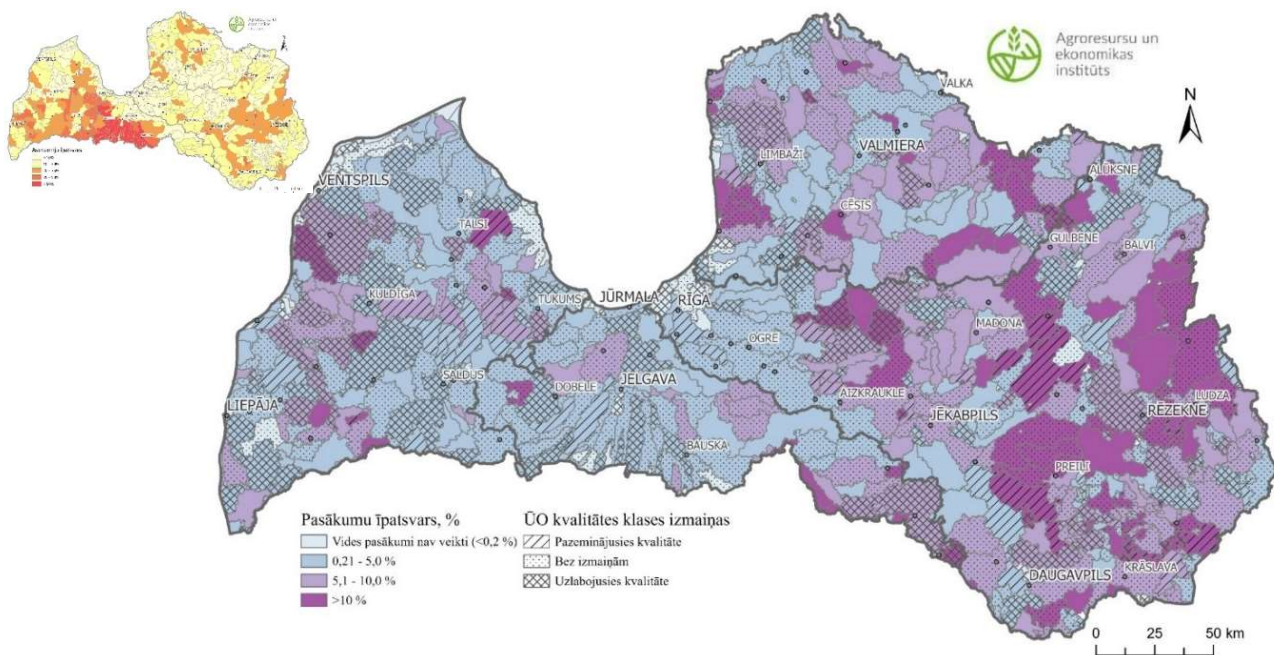 Agroresursu un
ekonomikas
institūts
N
VALKA
VALMIERA
LIMBAŽI
ALŪKSNE
VENTSPILS
CĒSIS
TALSI
GULBENE
BALVI
KULDĪGA
TUKUMS
JŪRMALA
RĪGA
OGRE
MADONA
SALDUS
DOBELE
JELGAVA
AIZKRAUKLE
LUDZA
LIEPĀJA
JĒKABPILS
RĒZEKNE
BAUSKA
PREIĻI
Pasākumu īpatsvars, %
Vides pasākumi nav veikti (<0,2 %)
0,21 - 5,0 %
5,1 - 10,0 %
>10 %
ŪO kvalitātes klases izmaiņas
Pazeminājusies kvalitāte
Bez izmaiņām
Uzlabojusies kvalitāte
DAUGAVPILS
KRĀSLAVA
0 25 50 km